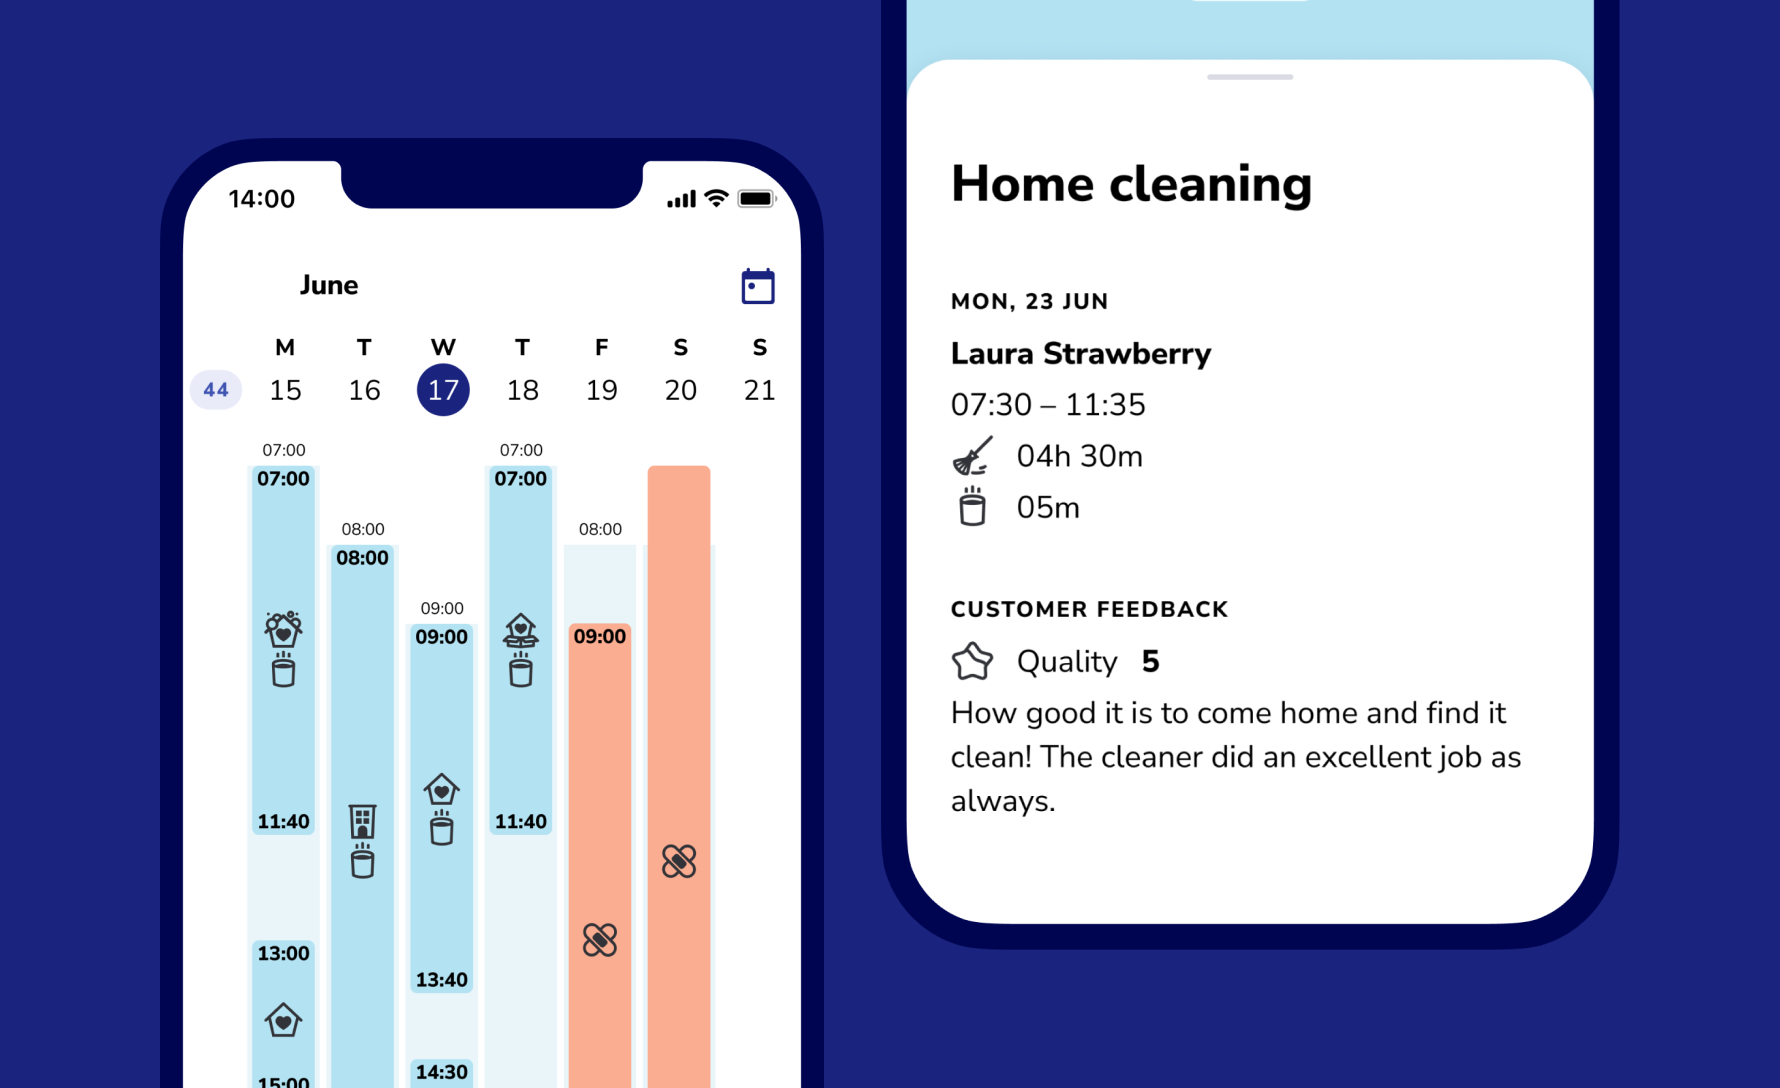 14:00
June
M T W T F S S
44 15 16 17 18 19 20 21
07:00 07:00
07:00 07:00
08:00 08:00
08:00
09:00
09:00 09:00
11:40 11:40
13:00
13:40
14:30
15:00
Home cleaning
MON, 23 JUN
Laura Strawberry
07:30 – 11:35
04h 30m
05m
CUSTOMER FEEDBACK
Quality 5
How good it is to come home and find it
clean! The cleaner did an excellent job as
always.